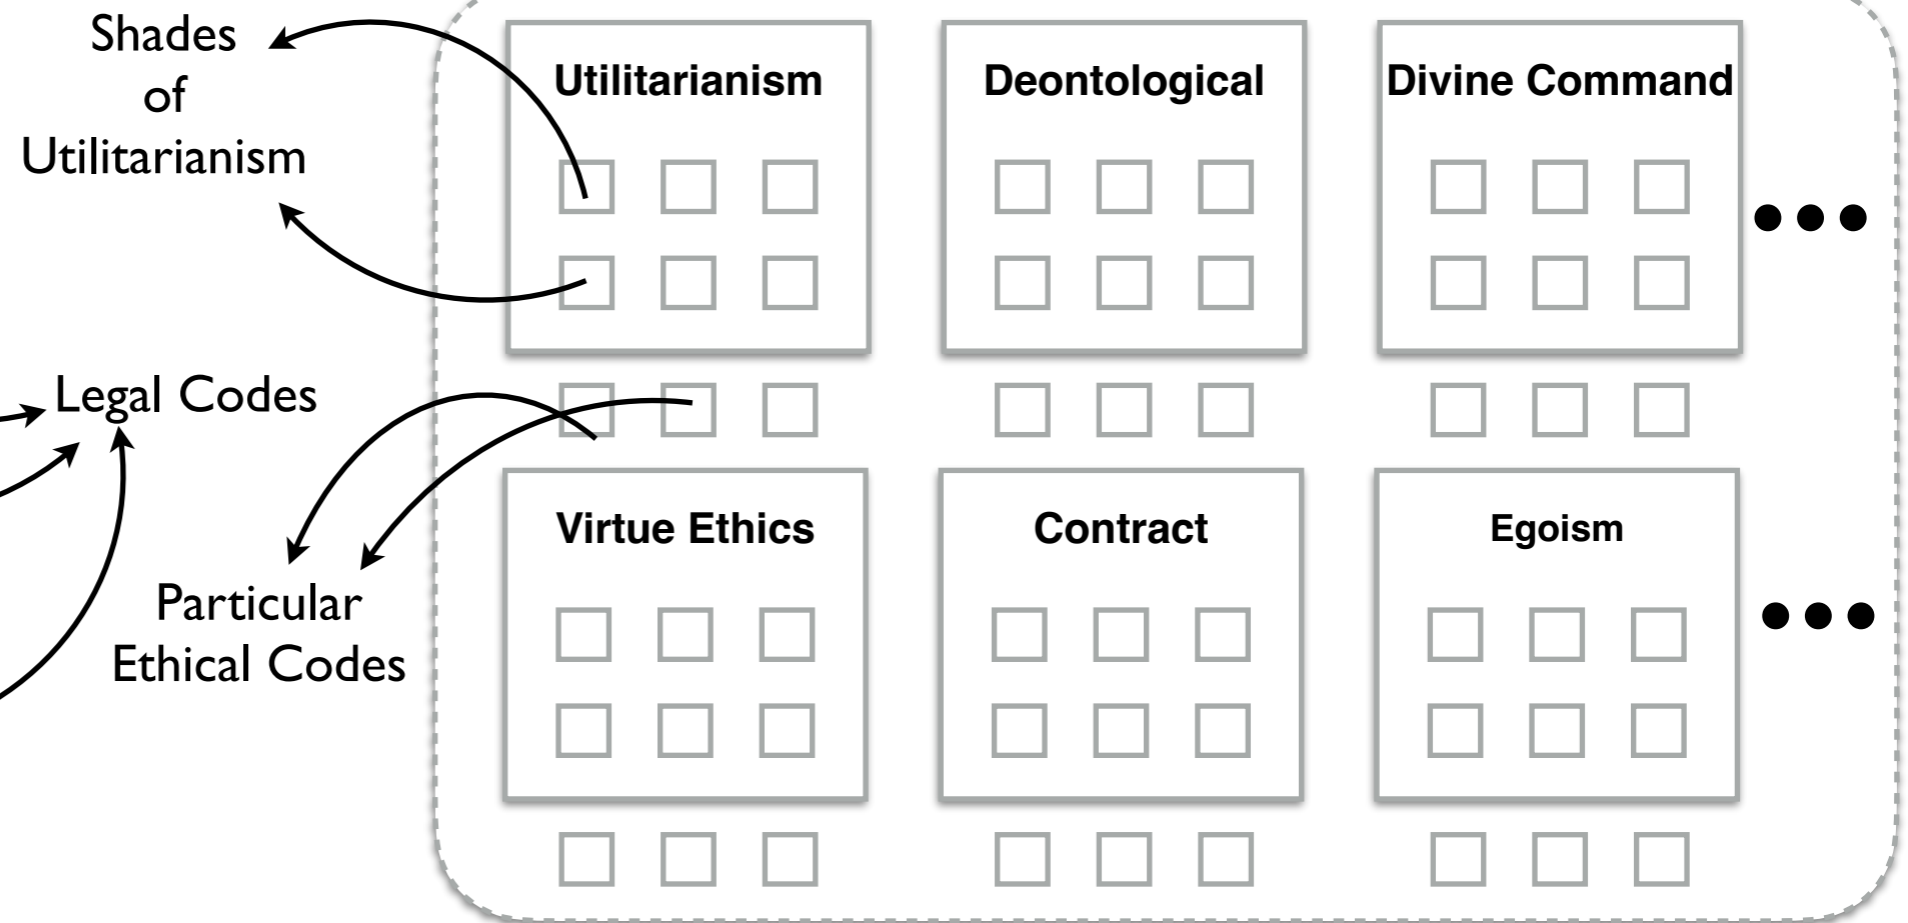 Shades
of
Utilitarianism
Utilitarianism
Deontological
Divine Command
Legal Codes
Particular
Ethical Codes
Virtue Ethics
Contract
Egoism